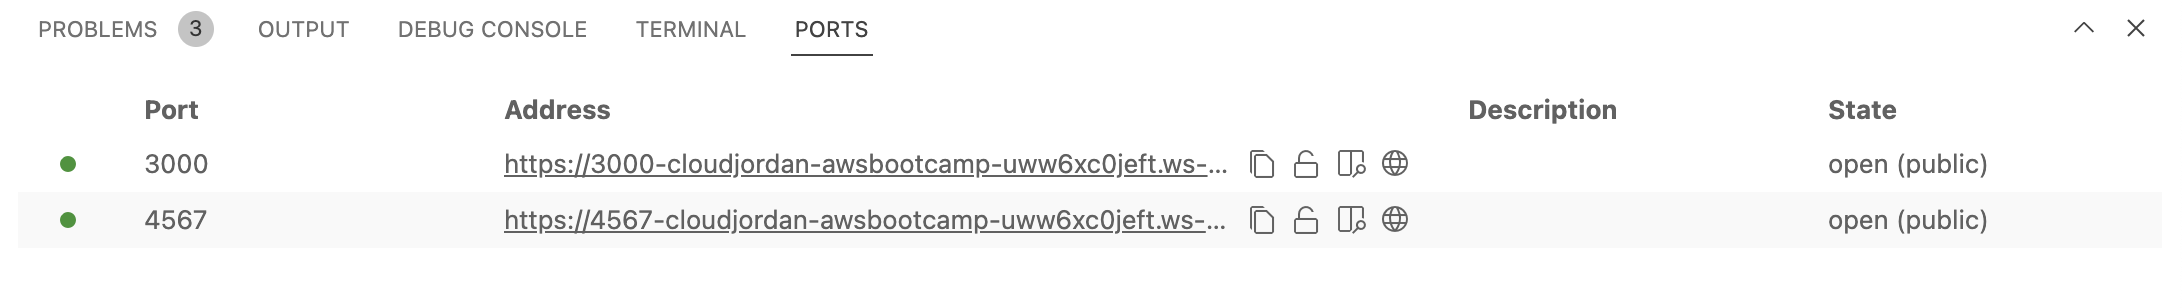 PROBLEMS 3 OUTPUT DEBUG CONSOLE TERMINAL PORTS
Port Address Description State
3000 https://3000-cloudjordan-awsbootcamp-uww6xc0jeft.ws-... open (public)
4567 https://4567-cloudjordan-awsbootcamp-uww6xc0jeft.ws-... open (public)